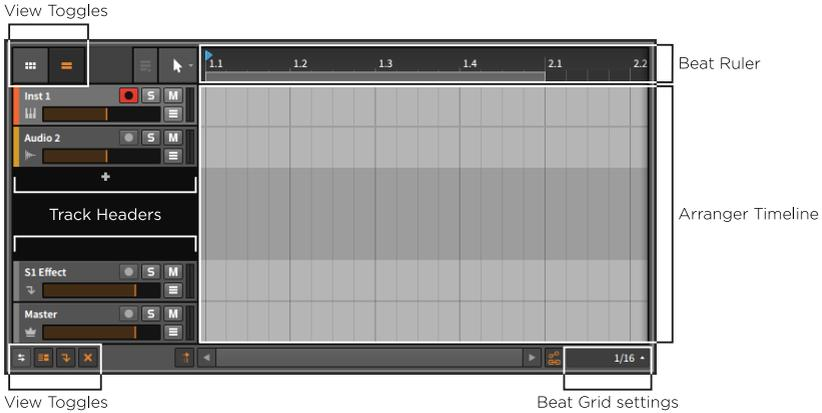 View Toggles
1.1 1.2 1.3 1.4 2.1 2.2
Beat Ruler
Inst 1 S M
Audio 2 S M
+
Track Headers
Arranger Timeline
S1 Effect S M
Master S M
1/16
View Toggles
Beat Grid settings